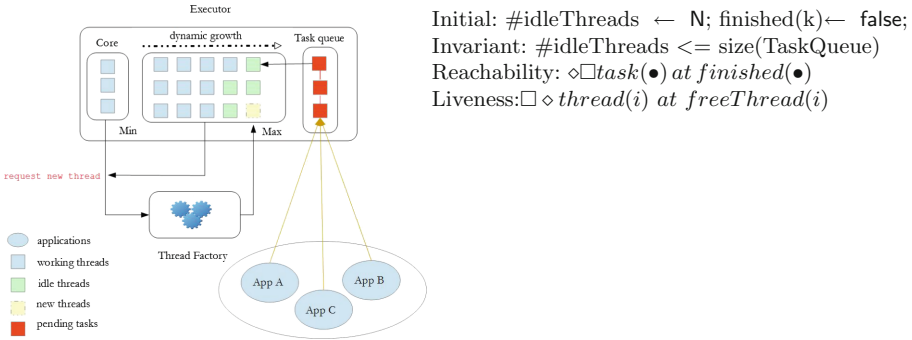 Executor
Core
dynamic growth
Task queue
Min
Max
request new thread
Thread Factory
applications
working threads
idle threads
new threads
pending tasks
App A
App B
App C
Initial: #idleThreads ← N; finished(k)← false;
Invariant: #idleThreads <= size(TaskQueue)
Reachability: ⋄□task(•) at finished(•)
Liveness:□ ⋄ thread(i) at freeThread(i)